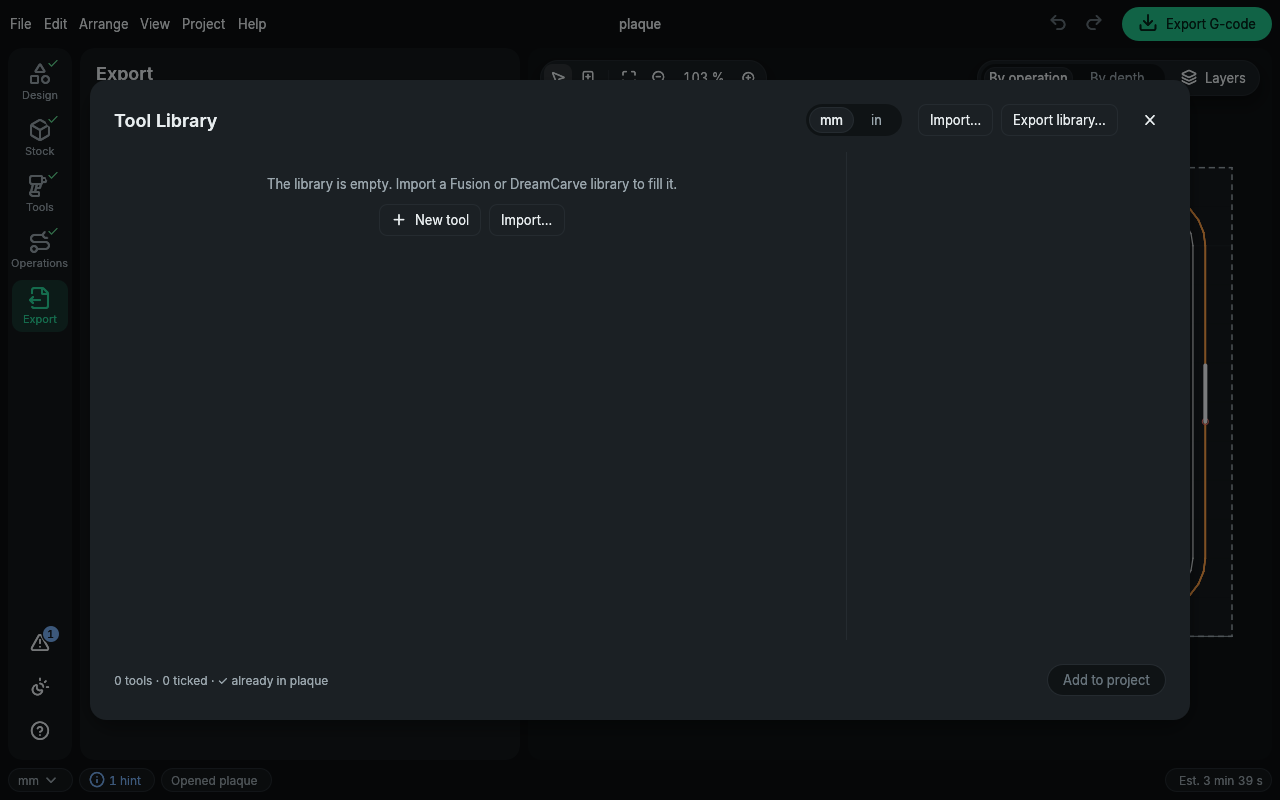 File Edit Arrange View Project Help
plaque
Export G-code
Design
Stock
Tools
Operations
Export
1
Export
103 %
By operation By depth
Layers
Tool Library
mm in
Import...
Export library...
The library is empty. Import a Fusion or DreamCarve library to fill it.
New tool
Import...
0 tools · 0 ticked · ✓ already in plaque
Add to project
mm
1 hint
Opened plaque
Est. 3 min 39 s